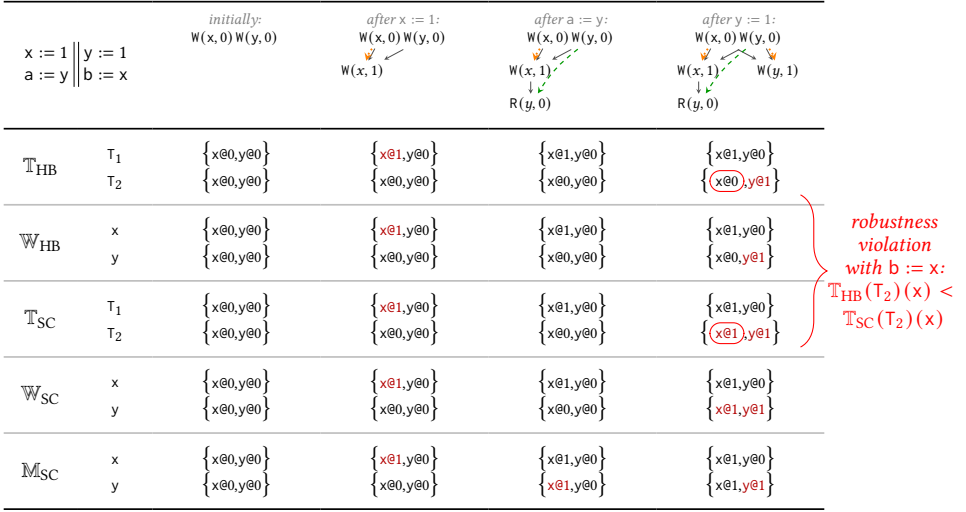 initially: after x := 1: after a := y: after y := 1:
W(x, 0) W(y, 0) W(x, 0) W(y, 0) W(x, 0) W(y, 0) W(x, 0) W(y, 0)
x := 1 || y := 1
a := y || b := x
W(x, 1) W(x, 1) W(x, 1) W(y, 1)
R(y, 0) R(y, 0)
𝕋HB T1 {x@0,y@0} {x@1,y@0} {x@1,y@0} {x@1,y@0}
T2 {x@0,y@0} {x@0,y@0} {x@0,y@0} {x@0,y@1}
𝕎HB x {x@0,y@0} {x@1,y@0} {x@1,y@0} {x@1,y@0}
y {x@0,y@0} {x@0,y@0} {x@0,y@0} {x@0,y@1}
𝕋SC T1 {x@0,y@0} {x@1,y@0} {x@1,y@0} {x@1,y@0}
T2 {x@0,y@0} {x@0,y@0} {x@0,y@0} {x@1,y@1}
𝕎SC x {x@0,y@0} {x@1,y@0} {x@1,y@0} {x@1,y@0}
y {x@0,y@0} {x@0,y@0} {x@0,y@0} {x@1,y@1}
𝕄SC x {x@0,y@0} {x@1,y@0} {x@1,y@0} {x@1,y@0}
y {x@0,y@0} {x@0,y@0} {x@1,y@0} {x@1,y@1}
robustness
violation
with b := x:
𝕋HB(T2)(x) <
𝕋SC(T2)(x)